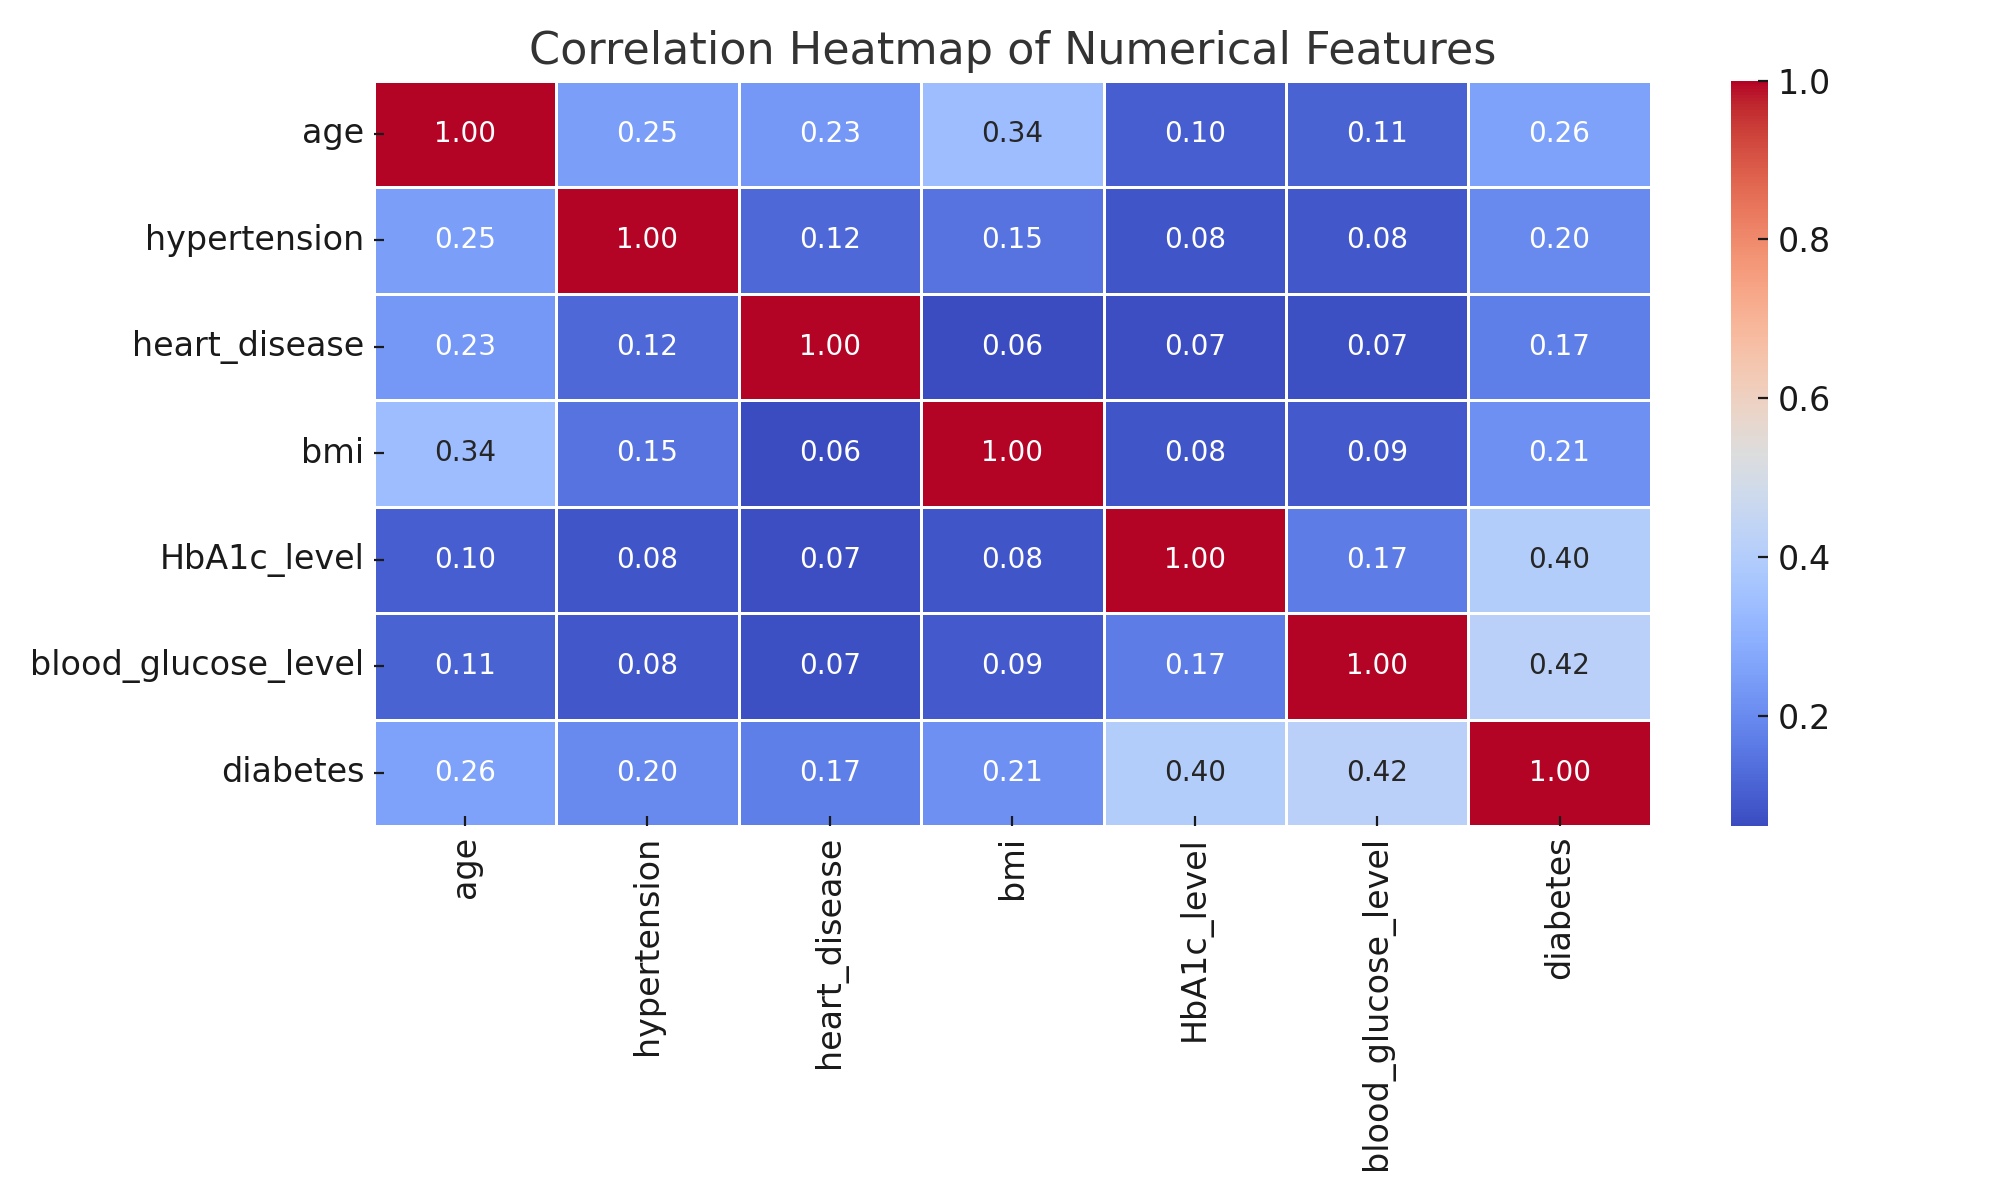 Correlation Heatmap of Numerical Features
age 1.00 0.25 0.23 0.34 0.10 0.11 0.26
hypertension 0.25 1.00 0.12 0.15 0.08 0.08 0.20
heart_disease 0.23 0.12 1.00 0.06 0.07 0.07 0.17
bmi 0.34 0.15 0.06 1.00 0.08 0.09 0.21
HbA1c_level 0.10 0.08 0.07 0.08 1.00 0.17 0.40
blood_glucose_level 0.11 0.08 0.07 0.09 0.17 1.00 0.42
diabetes 0.26 0.20 0.17 0.21 0.40 0.42 1.00
age
hypertension
heart_disease
bmi
HbA1c_level
blood_glucose_level
diabetes
1.0
0.8
0.6
0.4
0.2